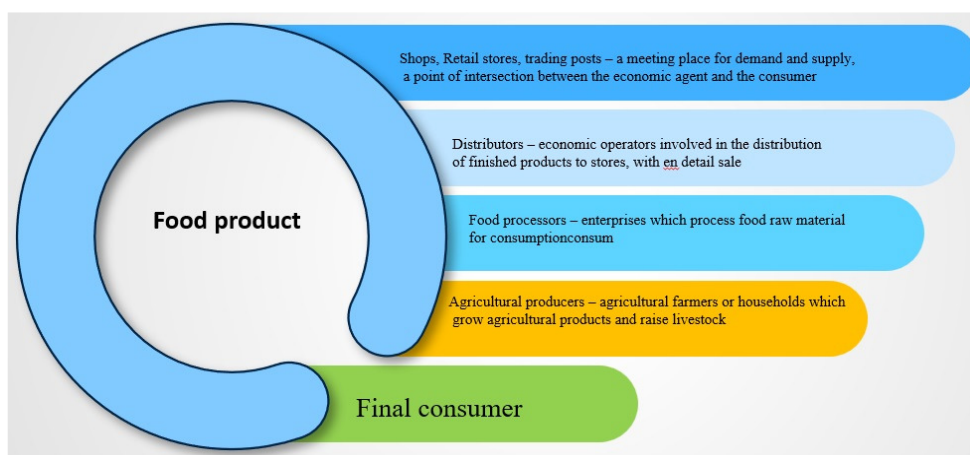 Shops, Retail stores, trading posts – a meeting place for demand and supply,
a point of intersection between the economic agent and the consumer
Distributors – economic operators involved in the distribution
of finished products to stores, with en detail sale
Food product
Food processors – enterprises which process food raw material
for consumptionconsum
Agricultural producers – agricultural farmers or households which
grow agricultural products and raise livestock
Final consumer